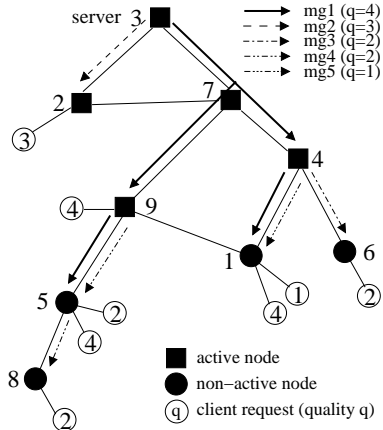 server 3
mg1 (q=4)
mg2 (q=3)
mg3 (q=2)
mg4 (q=2)
mg5 (q=1)
2
7
3
4
4
9
1
6
5
2
1
2
4
4
8
2
active node
non-active node
q client request (quality q)